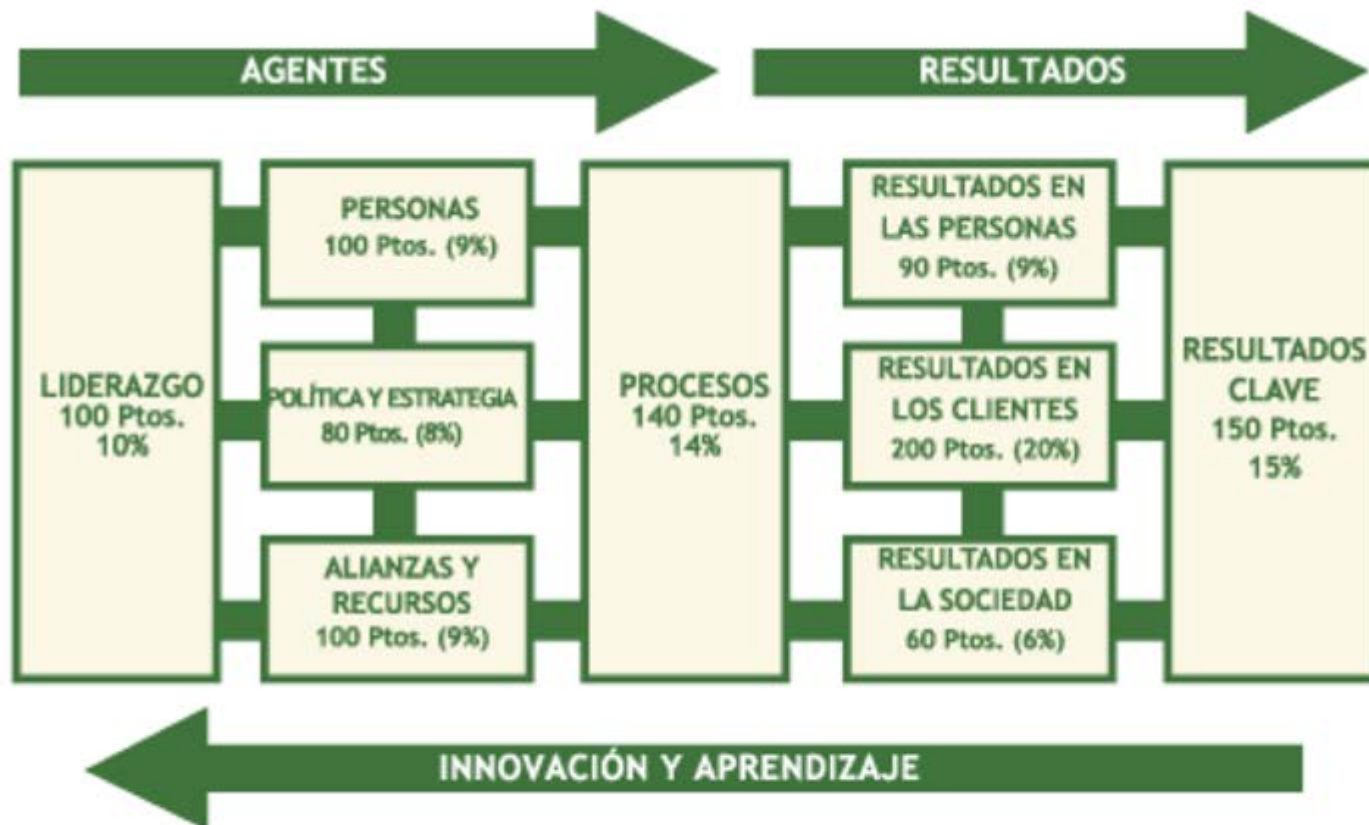 AGENTES
RESULTADOS
LIDERAZGO
100 Ptos.
10%
PERSONAS
100 Ptos. (9%)
POLÍTICA Y ESTRATEGIA
80 Ptos. (8%)
ALIANZAS Y
RECURSOS
100 Ptos. (9%)
PROCESOS
140 Ptos.
14%
RESULTADOS EN
LAS PERSONAS
90 Ptos. (9%)
RESULTADOS EN
LOS CLIENTES
200 Ptos. (20%)
RESULTADOS EN
LA SOCIEDAD
60 Ptos. (6%)
RESULTADOS
CLAVE
150 Ptos.
15%
INNOVACIÓN Y APRENDIZAJE